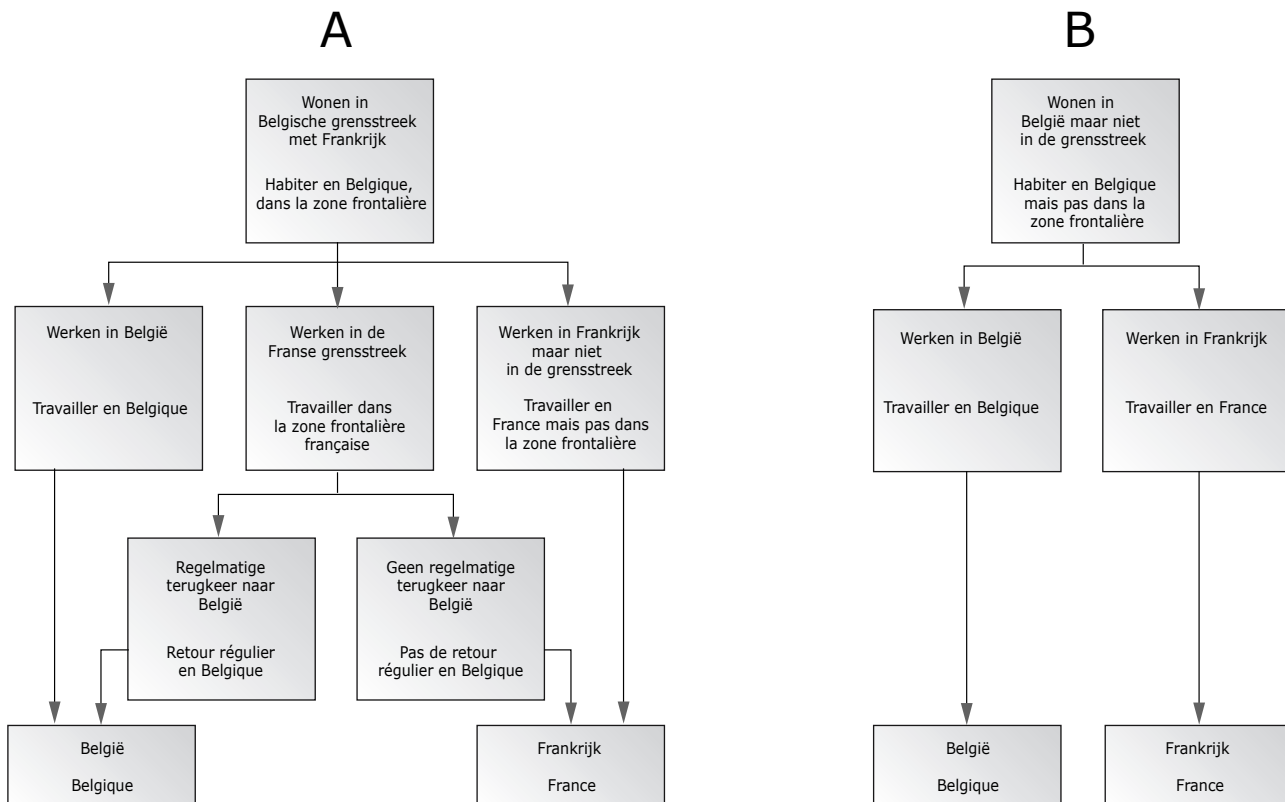 A
Wonen in
Belgische grensstreek
met Frankrijk
Habiter en Belgique,
dans la zone frontalière
Werken in België
Travailler en Belgique
Werken in de
Franse grensstreek
Travailler dans
la zone frontalière
française
Werken in Frankrijk
maar niet
in de grensstreek
Travailler en
France mais pas dans
la zone frontalière
Regelmatige
terugkeer naar
België
Retour régulier
en Belgique
Geen regelmatige
terugkeer naar
België
Pas de retour
régulier en Belgique
België
Belgique
Frankrijk
France
B
Wonen in
België maar niet
in de grensstreek
Habiter en Belgique
mais pas dans la
zone frontalière
Werken in België
Travailler en Belgique
Werken in Frankrijk
Travailler en France
België
Belgique
Frankrijk
France